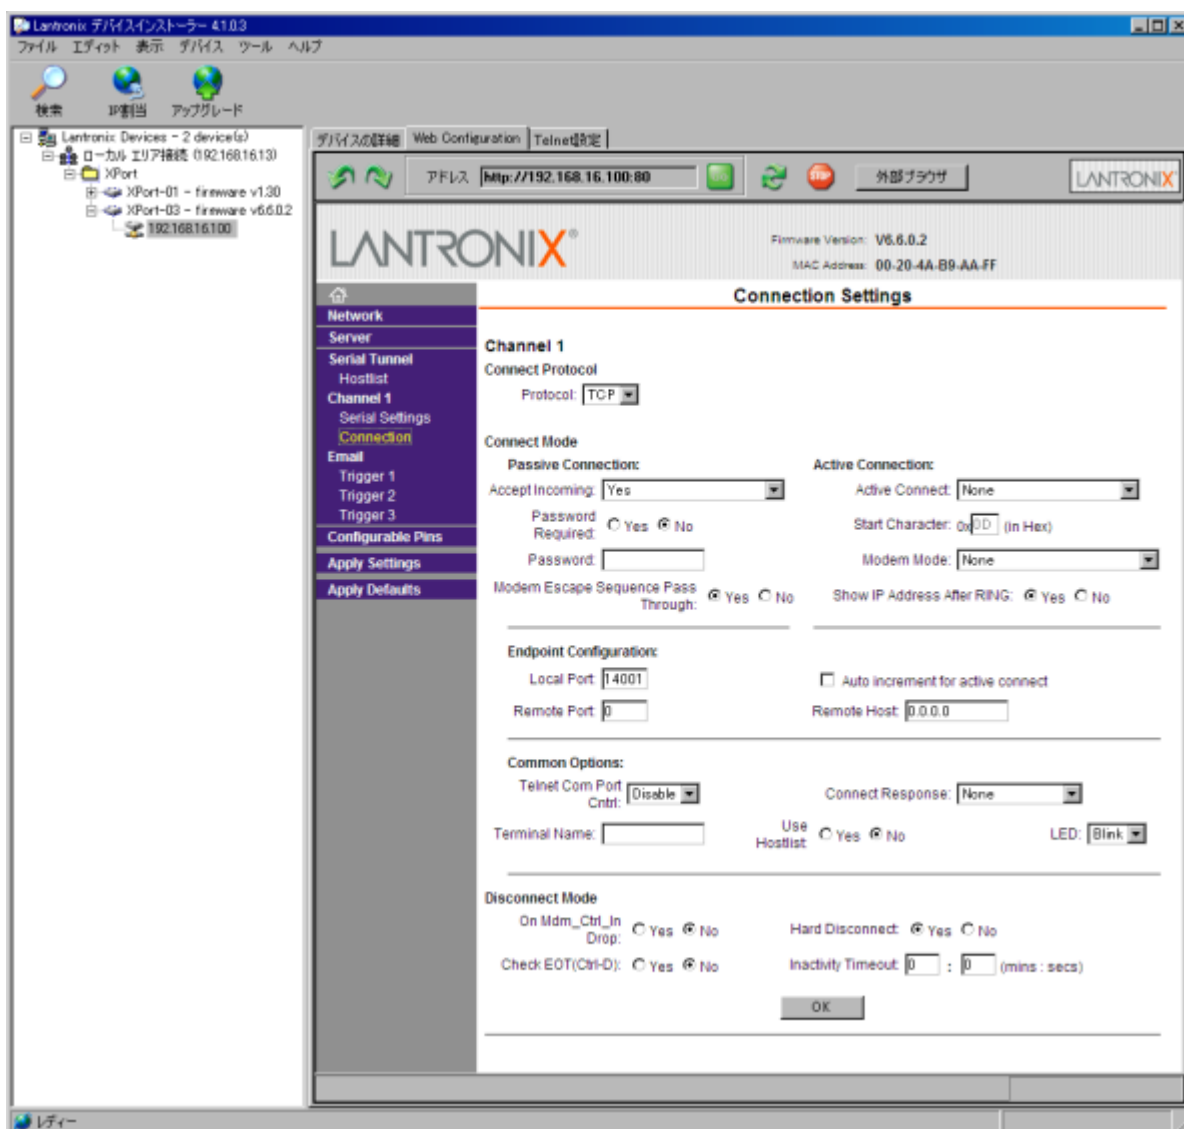 Lantronix デバイスインストーラー 4.1.0.3
ファイル エディット 表示 デバイス ツール ヘルプ
検索 IP割当 アップグレード
Lantronix Devices - 2 device(s)
ローカル エリア接続 (192.168.16.13)
XPort
XPort-01 - firmware v1.30
XPort-03 - firmware v6.6.0.2
192.168.16.100
デバイスの詳細 Web Configuration Telnet設定
アドレス http://192.168.16.100:80 GO STOP 外部ブラウザ LANTRONIX
LANTRONIX®
Firmware Version: V6.6.0.2
MAC Address: 00-20-4A-B9-AA-FF
Network
Server
Serial Tunnel
Hostlist
Channel 1
Serial Settings
Connection
Email
Trigger 1
Trigger 2
Trigger 3
Configurable Pins
Apply Settings
Apply Defaults
Connection Settings
Channel 1
Connect Protocol
Protocol: TCP
Connect Mode
Passive Connection: Active Connection:
Accept Incoming: Yes Active Connect: None
Password Required: Yes No Start Character: 0x0D (in Hex)
Password: Modem Mode: None
Modem Escape Sequence Pass Through: Yes No Show IP Address After RING: Yes No
Endpoint Configuration:
Local Port: 14001 Auto increment for active connect
Remote Port: 0 Remote Host: 0.0.0.0
Common Options:
Telnet Com Port Cntrl: Disable Connect Response: None
Terminal Name: Use Hostlist: Yes No LED: Blink
Disconnect Mode
On Mdm_Ctrl_In Drop: Yes No Hard Disconnect: Yes No
Check EOT(Ctrl-D): Yes No Inactivity Timeout: 0 : 0 (mins : secs)
OK
レディー